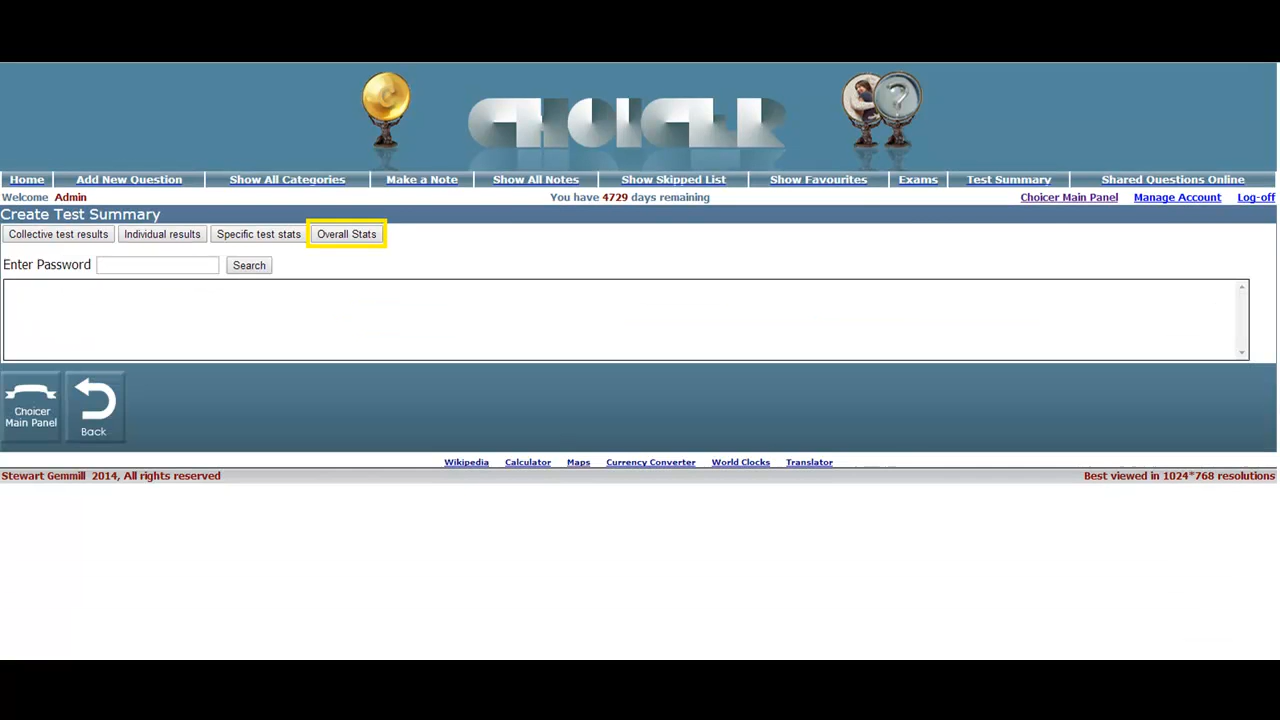 C CHOICER ?
Home Add New Question Show All Categories Make a Note Show All Notes Show Skipped List Show Favourites Exams Test Summary Shared Questions Online
Welcome Admin You have 4729 days remaining Choicer Main Panel Manage Account Log-off
Create Test Summary
Collective test results Individual results Specific test stats Overall Stats
Enter Password Search
Choicer
Main Panel
Back
Wikipedia Calculator Maps Currency Converter World Clocks Translator
Stewart Gemmill 2014, All rights reserved Best viewed in 1024*768 resolutions